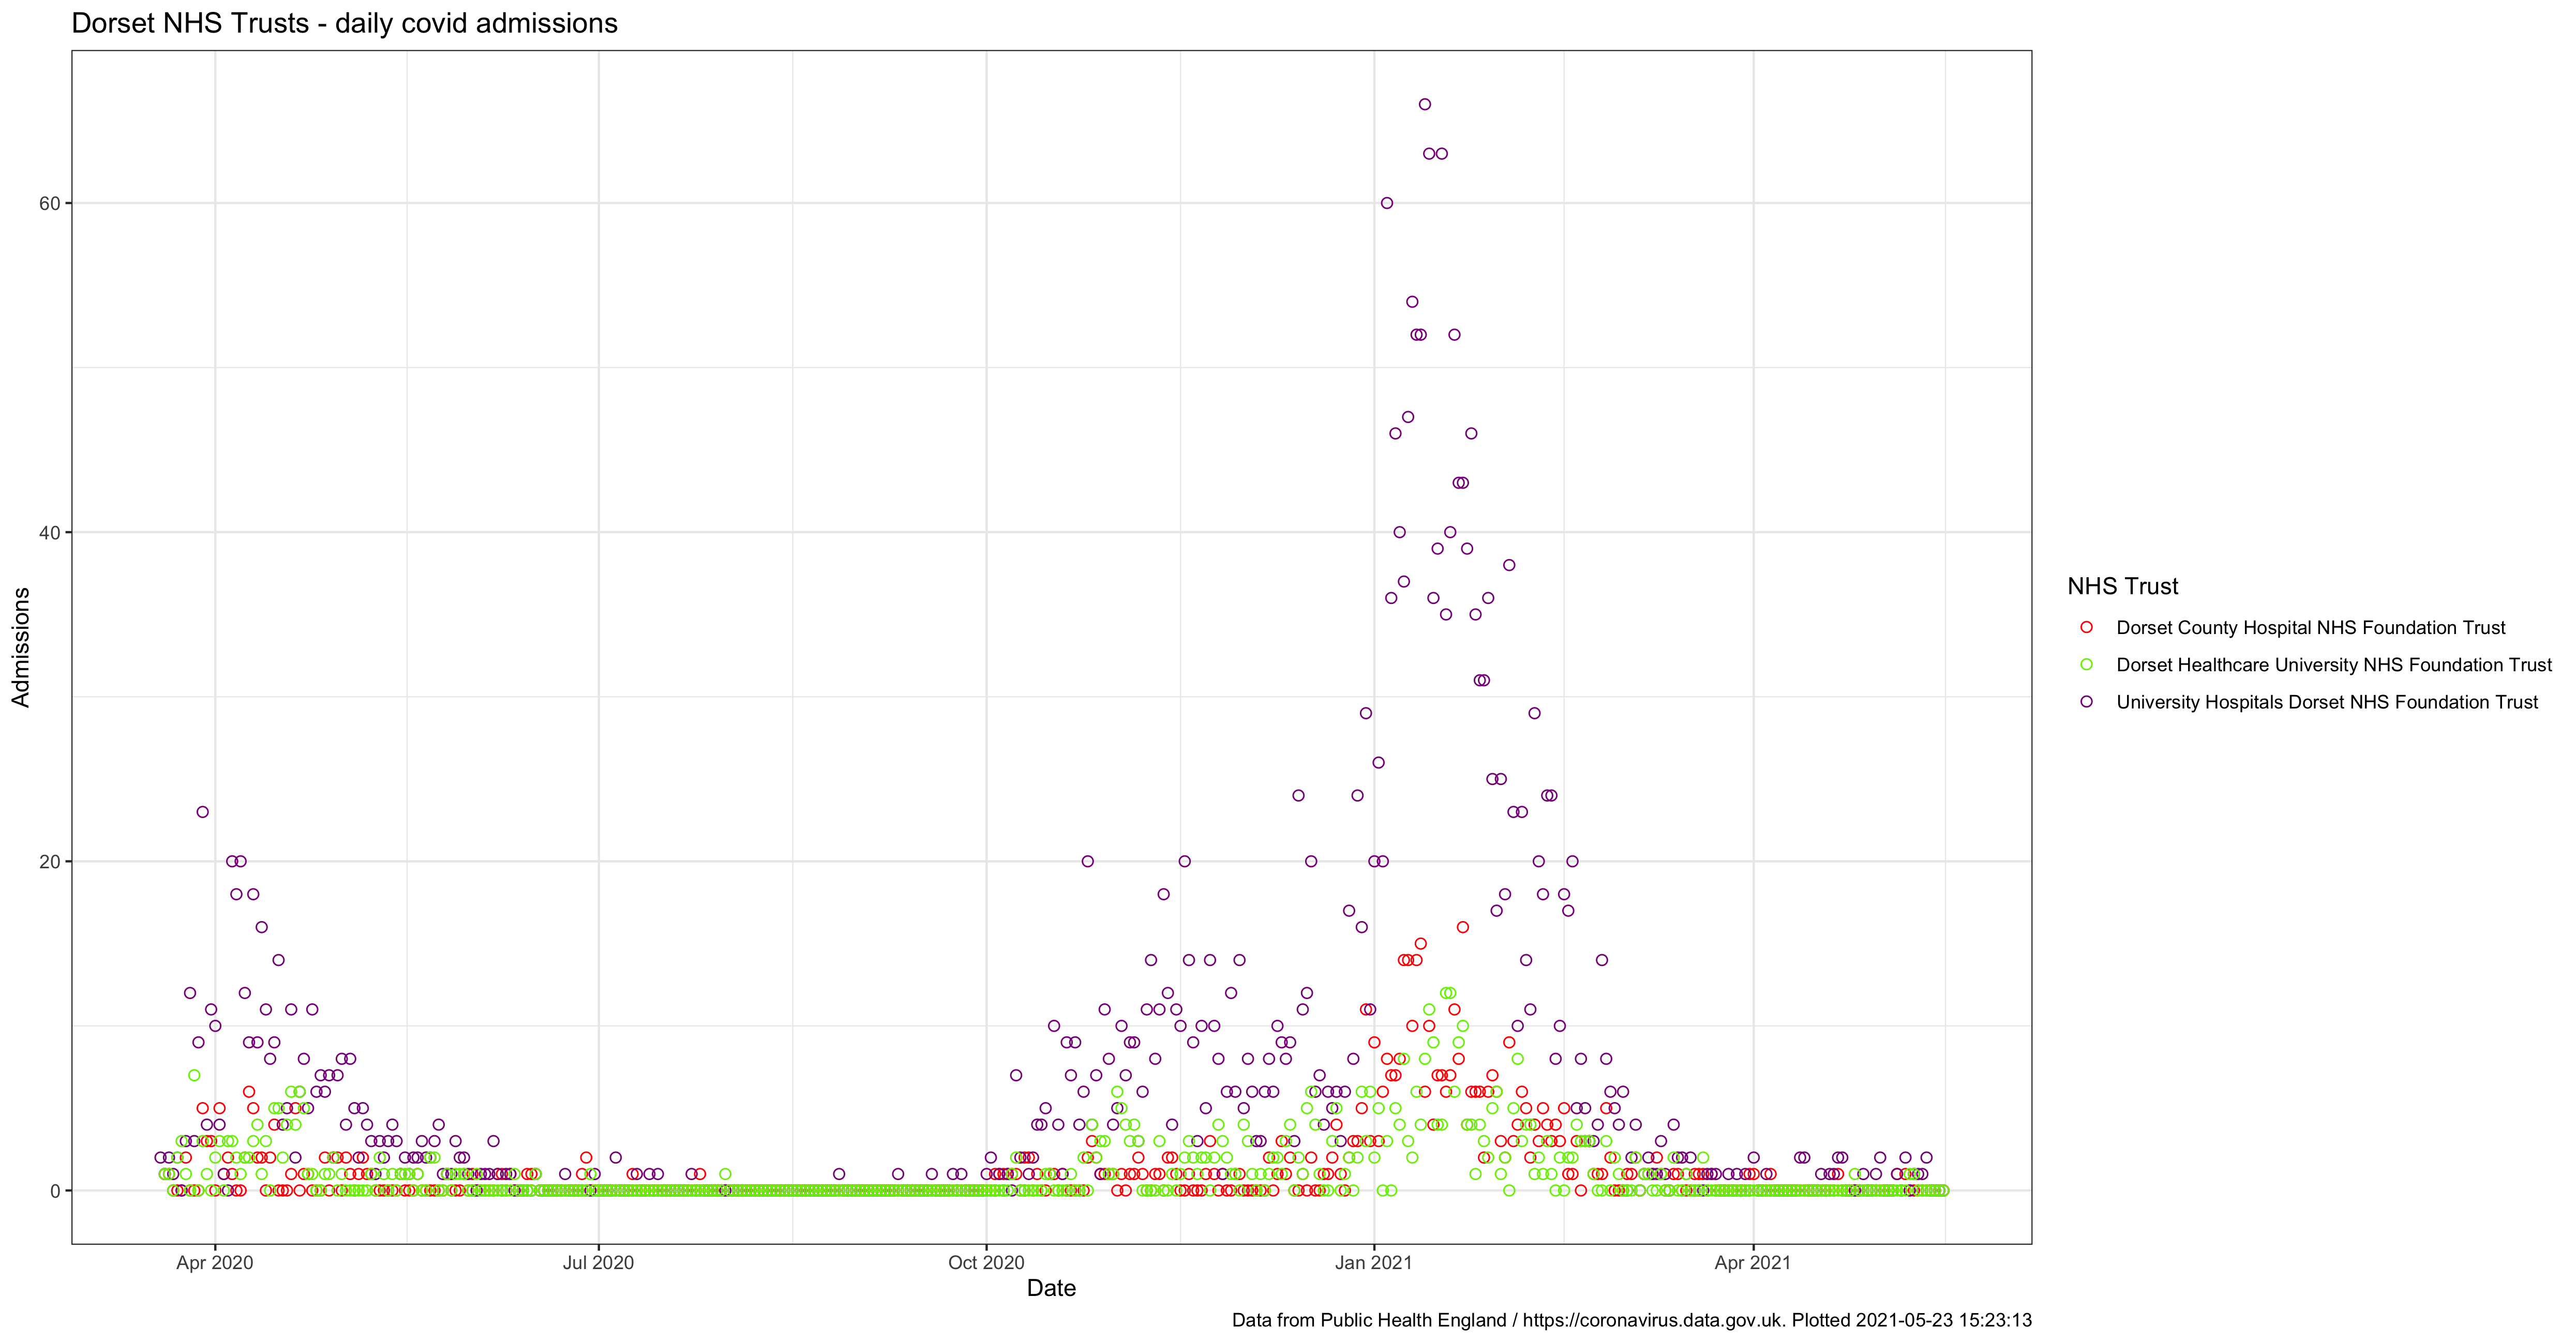 Dorset NHS Trusts - daily covid admissions
Admissions
60
40
20
0
Apr 2020
Jul 2020
Oct 2020
Jan 2021
Apr 2021
Date
NHS Trust
Dorset County Hospital NHS Foundation Trust
Dorset Healthcare University NHS Foundation Trust
University Hospitals Dorset NHS Foundation Trust
Data from Public Health England / https://coronavirus.data.gov.uk. Plotted 2021-05-23 15:23:13